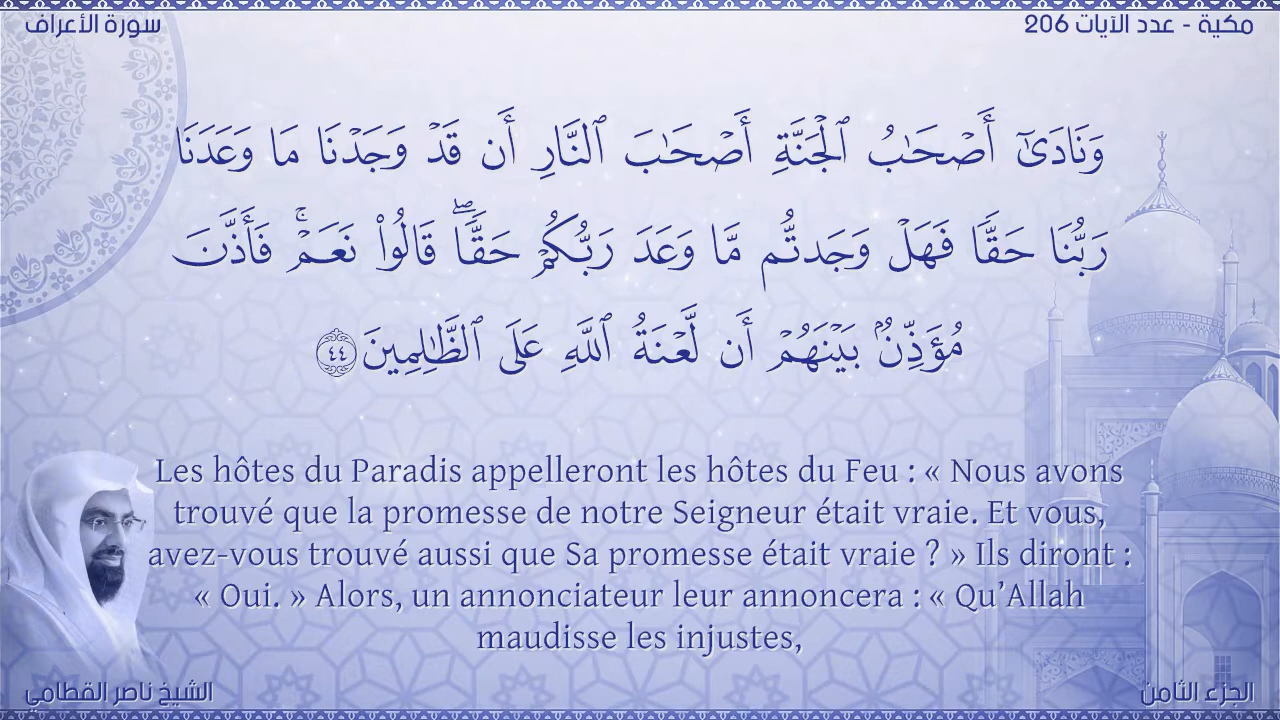 سورة الأعراف
مكية - عدد الآيات 206
وَنَادَىٰٓ أَصۡحَٰبُ ٱلۡجَنَّةِ أَصۡحَٰبَ ٱلنَّارِ أَن قَدۡ وَجَدۡنَا مَا وَعَدَنَا
رَبُّنَا حَقّٗا فَهَلۡ وَجَدتُّم مَّا وَعَدَ رَبُّكُمۡ حَقّٗاۖ قَالُواْ نَعَمۡۚ فَأَذَّنَ
مُؤَذِّنُۢ بَيۡنَهُمۡ أَن لَّعۡنَةُ ٱللَّهِ عَلَى ٱلظَّٰلِمِينَ ٤٤
Les hôtes du Paradis appelleront les hôtes du Feu : « Nous avons
trouvé que la promesse de notre Seigneur était vraie. Et vous,
avez-vous trouvé aussi que Sa promesse était vraie ? » Ils diront :
« Oui. » Alors, un annonciateur leur annoncera : « Qu’Allah
maudisse les injustes,
الشيخ ناصر القطامي
الجزء الثامن